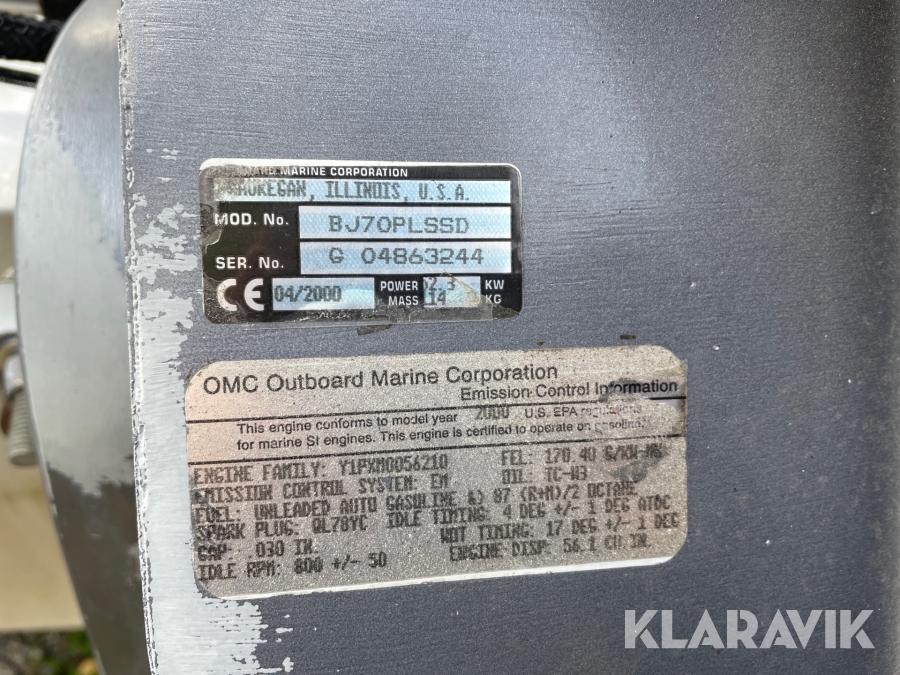 MARINE CORPORATION
WAUKEGAN, ILLINOIS, U.S.A.
MOD. No. BJ70PLSSD
SER. No. G 04863244
CE 04/2000 POWER 52.3 KW
MASS 114 KG
OMC Outboard Marine Corporation
Emission Control Information
This engine conforms to model year 2000 U.S. EPA regulations
for marine SI engines. This engine is certified to operate on gasoline.
ENGINE FAMILY: Y1PXM0056210 FEL: 170.40 G/KW-HR
EMISSION CONTROL SYSTEM: EM OIL: TC-W3
FUEL: UNLEADED AUTO GASOLINE 87 (R+M)/2 OCTANE
SPARK PLUG: QL78YC IDLE TIMING: 4 DEG +/- 1 DEG ATDC
GAP: .030 IN. WOT TIMING: 17 DEG +/- 1 DEG
IDLE RPM: 800 +/- 50 ENGINE DISP: 56.1 CU IN.
KLARAVIK